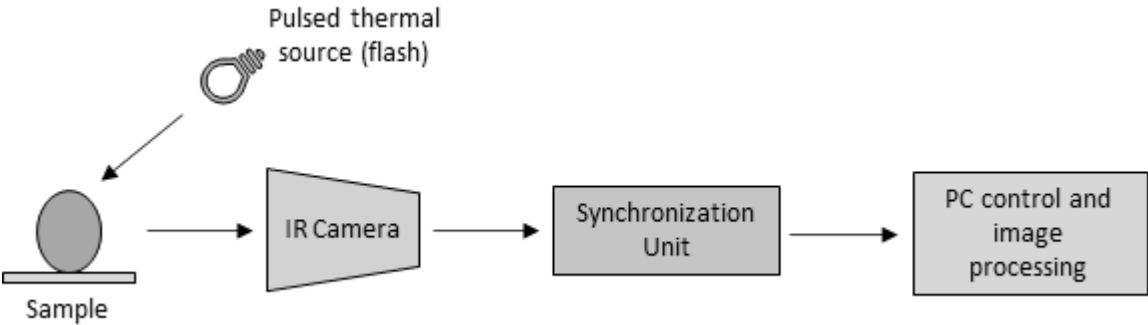 Pulsed thermal
source (flash)
IR Camera
Synchronization
Unit
PC control and
image
processing
Sample